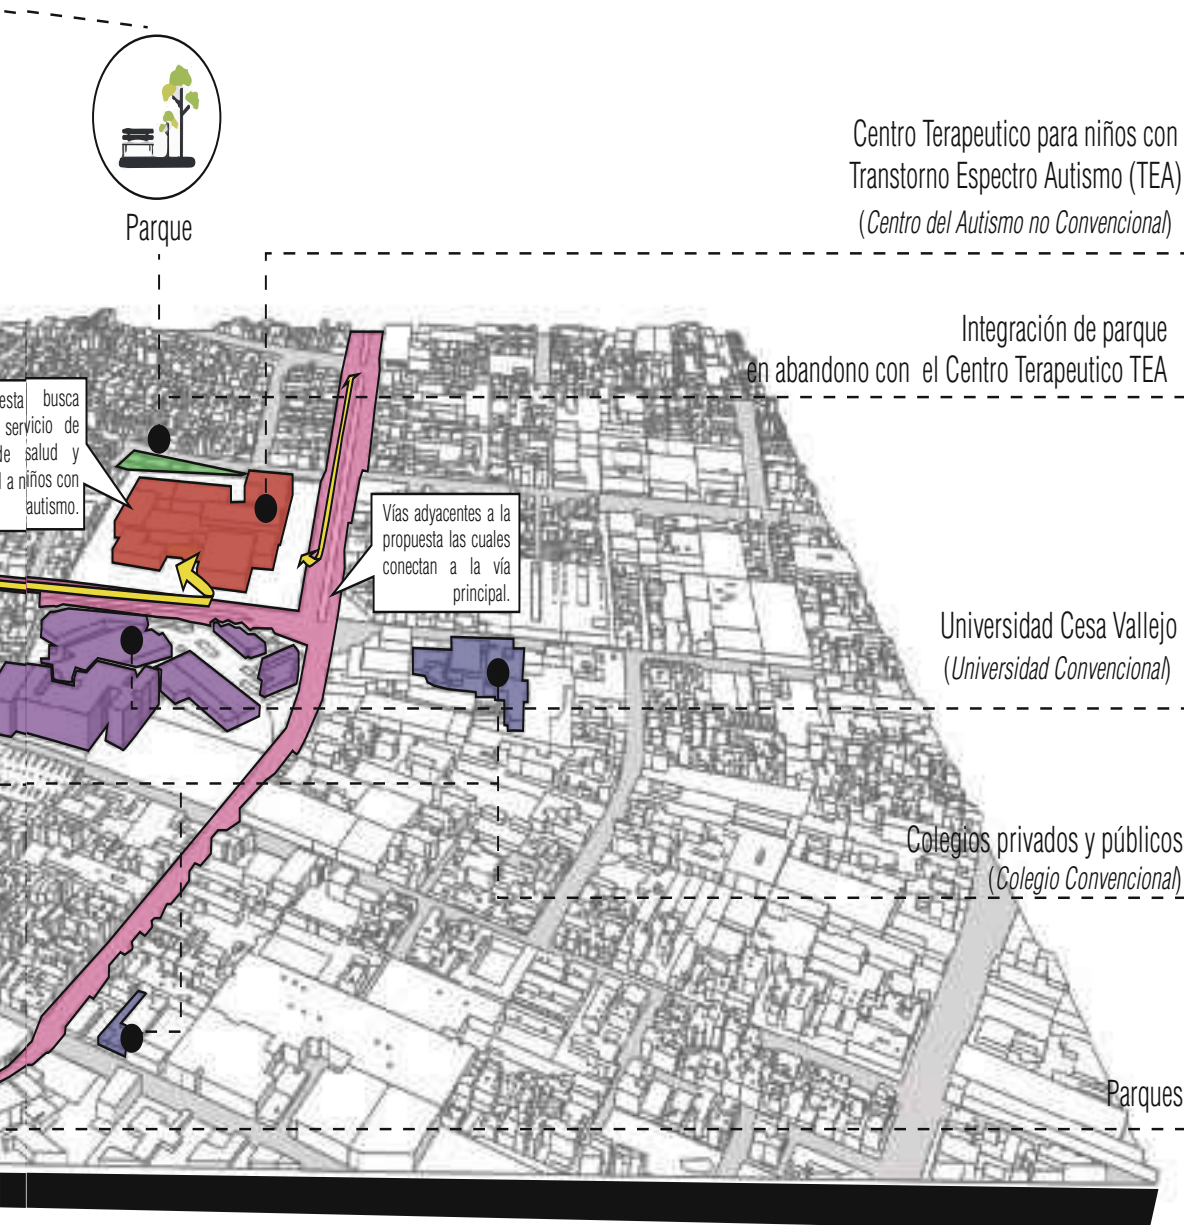 Parque
Centro Terapeutico para niños con
Transtorno Espectro Autismo (TEA)
(Centro del Autismo no Convencional)
Integración de parque
en abandono con el Centro Terapeutico TEA
busca
servicio de
de salud y
a niños con
autismo.
Vías adyacentes a la
propuesta las cuales
conectan a la vía
principal.
Universidad Cesa Vallejo
(Universidad Convencional)
Colegios privados y públicos
(Colegio Convencional)
Parques